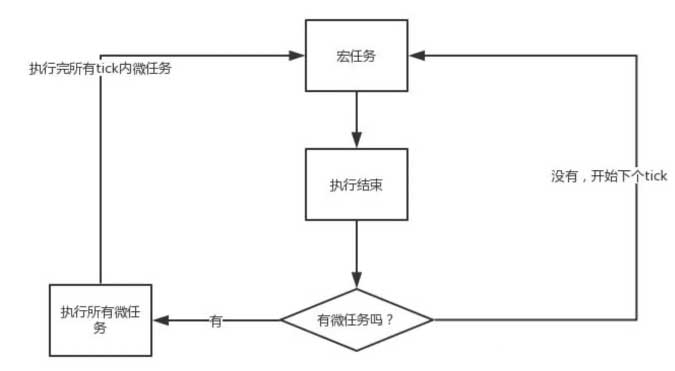 宏任务
执行完所有tick内微任务
执行结束
没有，开始下个tick
执行所有微任
务
有
有微任务吗？